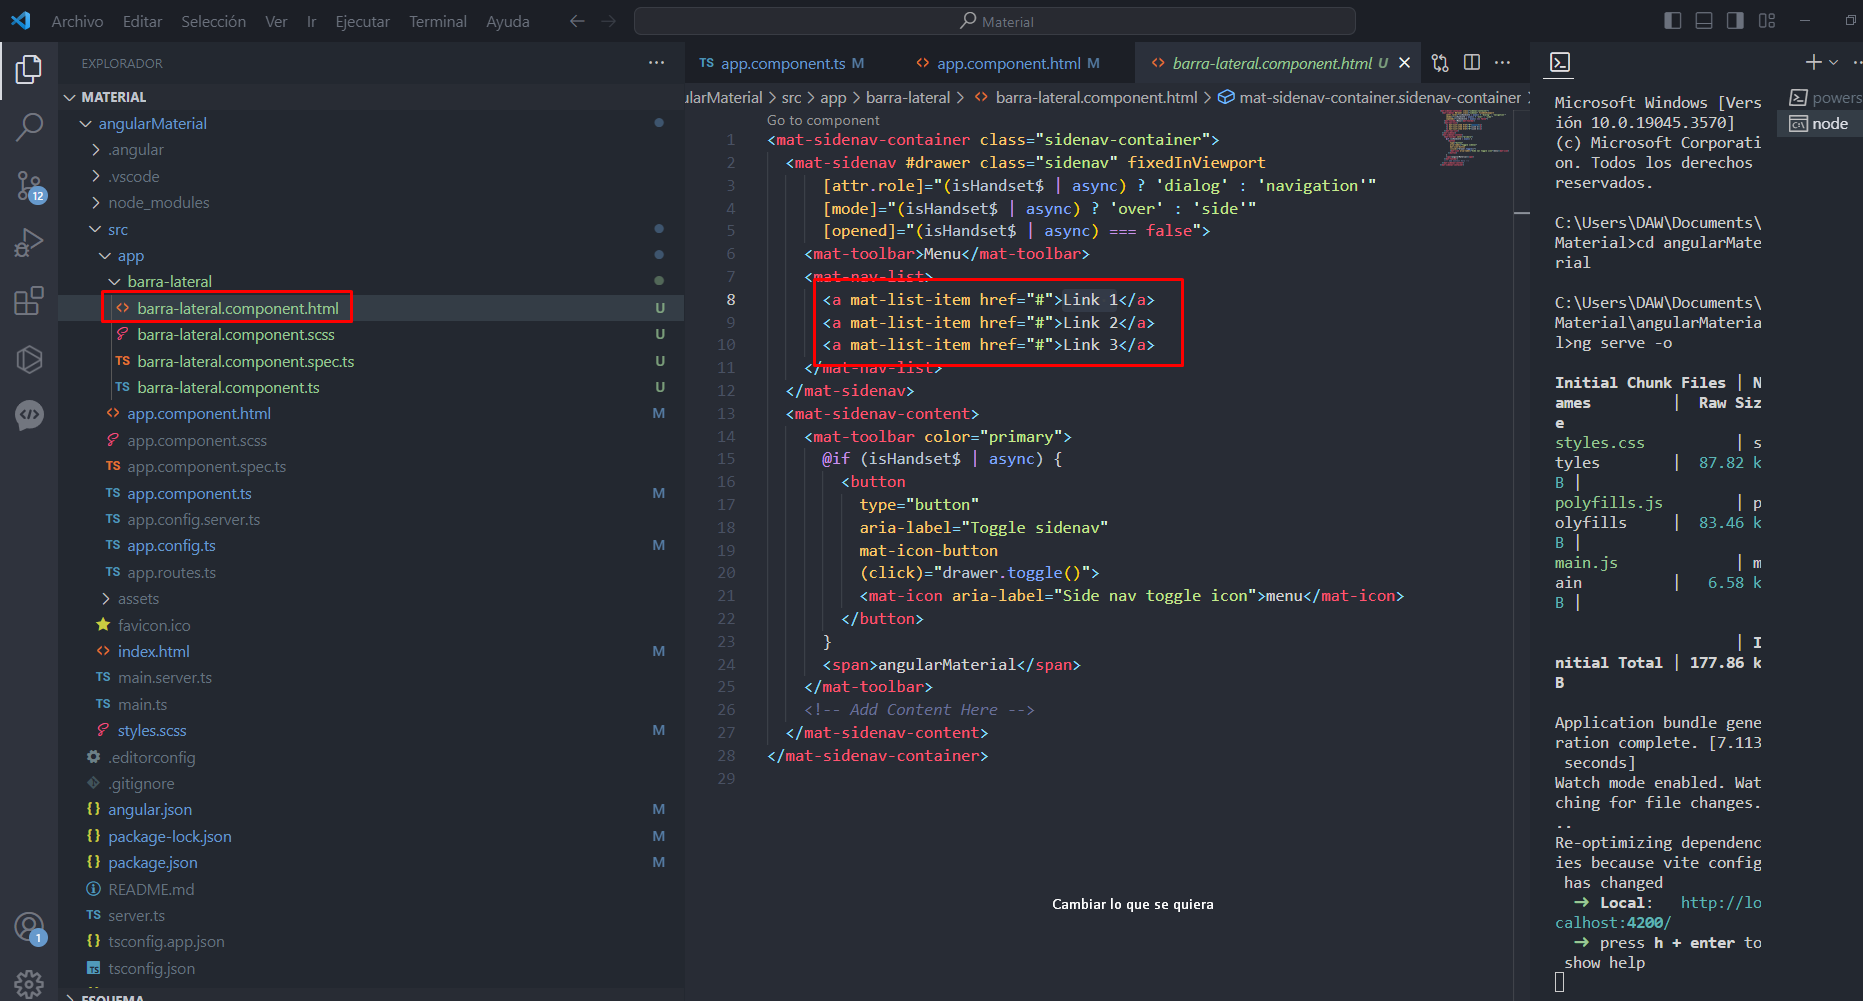 Archivo Editar Selección Ver Ir Ejecutar Terminal Ayuda
Material
EXPLORADOR
MATERIAL
angularMaterial
.angular
.vscode
node_modules
src
app
barra-lateral
barra-lateral.component.html U
barra-lateral.component.scss U
barra-lateral.component.spec.ts U
barra-lateral.component.ts U
app.component.html M
app.component.scss
app.component.spec.ts
app.component.ts M
app.config.server.ts
app.config.ts M
app.routes.ts
assets
favicon.ico
index.html M
main.server.ts
main.ts
styles.scss M
.editorconfig
.gitignore
angular.json M
package-lock.json M
package.json M
README.md
server.ts
tsconfig.app.json
tsconfig.json
ESQUEMA
12
1
app.component.ts M app.component.html M barra-lateral.component.html U
ularMaterial > src > app > barra-lateral > barra-lateral.component.html > mat-sidenav-container.sidenav-container
Go to component
1 <mat-sidenav-container class="sidenav-container">
2 <mat-sidenav #drawer class="sidenav" fixedInViewport
3 [attr.role]="(isHandset$ | async) ? 'dialog' : 'navigation'"
4 [mode]="(isHandset$ | async) ? 'over' : 'side'"
5 [opened]="(isHandset$ | async) === false">
6 <mat-toolbar>Menu</mat-toolbar>
7 <mat-nav-list>
8 <a mat-list-item href="#">Link 1</a>
9 <a mat-list-item href="#">Link 2</a>
10 <a mat-list-item href="#">Link 3</a>
11 </mat-nav-list>
12 </mat-sidenav>
13 <mat-sidenav-content>
14 <mat-toolbar color="primary">
15 @if (isHandset$ | async) {
16 <button
17 type="button"
18 aria-label="Toggle sidenav"
19 mat-icon-button
20 (click)="drawer.toggle()">
21 <mat-icon aria-label="Side nav toggle icon">menu</mat-icon>
22 </button>
23 }
24 <span>angularMaterial</span>
25 </mat-toolbar>
26 <!-- Add Content Here -->
27 </mat-sidenav-content>
28 </mat-sidenav-container>
29
Cambiar lo que se quiera
Microsoft Windows [Vers
ión 10.0.19045.3570]
(c) Microsoft Corporati
on. Todos los derechos
reservados.
C:\Users\DAW\Documents\
Material>cd angularMate
rial
C:\Users\DAW\Documents\
Material\angularMateria
l>ng serve -o
Initial Chunk Files | N
ames | Raw Siz
e
styles.css | s
tyles | 87.82 k
B |
polyfills.js | p
olyfills | 83.46 k
B |
main.js | m
ain | 6.58 k
B |
| I
nitial Total | 177.86 k
B
Application bundle gene
ration complete. [7.113
seconds]
Watch mode enabled. Wat
ching for file changes.
..
Re-optimizing dependenc
ies because vite config
has changed
➜ Local: http://lo
calhost:4200/
➜ press h + enter to
show help
powers
node